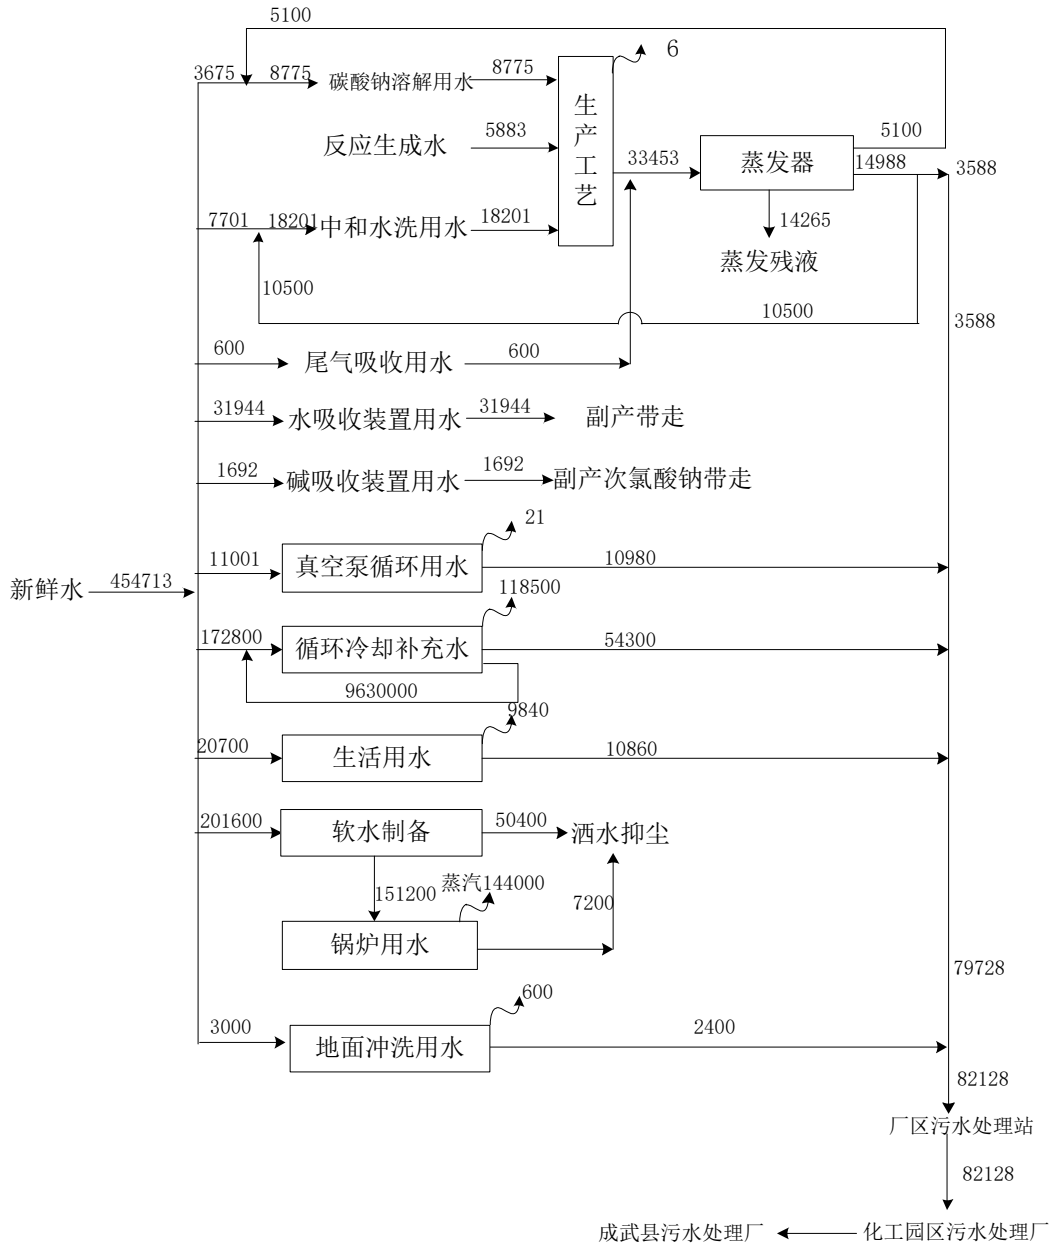 5100
6
3675 8775 碳酸钠溶解用水 8775
生产工艺
反应生成水 5883
33453 蒸发器 5100
14988 3588
7701 18201 中和水洗用水 18201
14265
蒸发残液
10500
10500
3588
600 尾气吸收用水 600
31944 水吸收装置用水 31944 副产带走
1692 碱吸收装置用水 1692 副产次氯酸钠带走
21
11001 真空泵循环用水 10980
新鲜水 454713
118500
172800 循环冷却补充水 54300
9630000
9840
20700 生活用水 10860
201600 软水制备 50400 洒水抑尘
151200 蒸汽144000
7200
锅炉用水
79728
600
3000 地面冲洗用水 2400
82128
厂区污水处理站
82128
成武县污水处理厂 化工园区污水处理厂